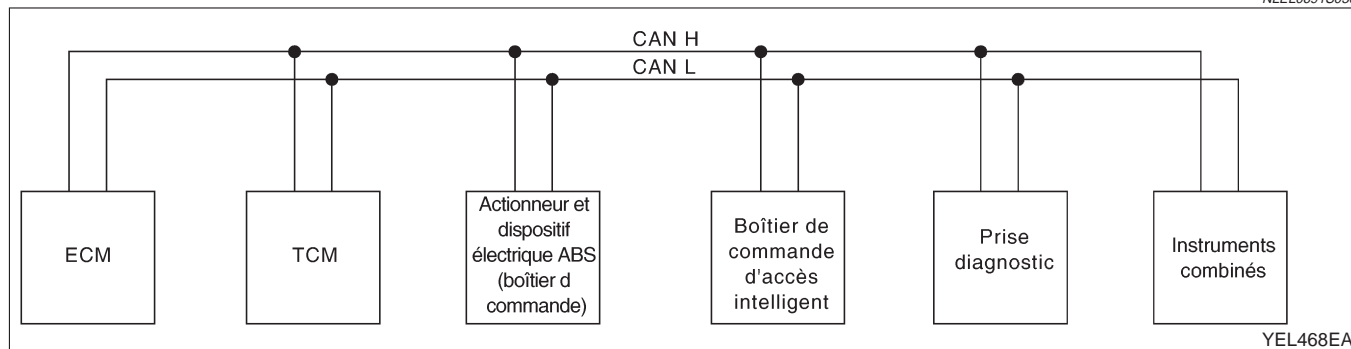 CAN H
CAN L
ECM
TCM
Actionneur et
dispositif
électrique ABS
(boîtier d
commande)
Boîtier de
commande
d'accès
intelligent
Prise
diagnostic
Instruments
combinés
YEL468EA